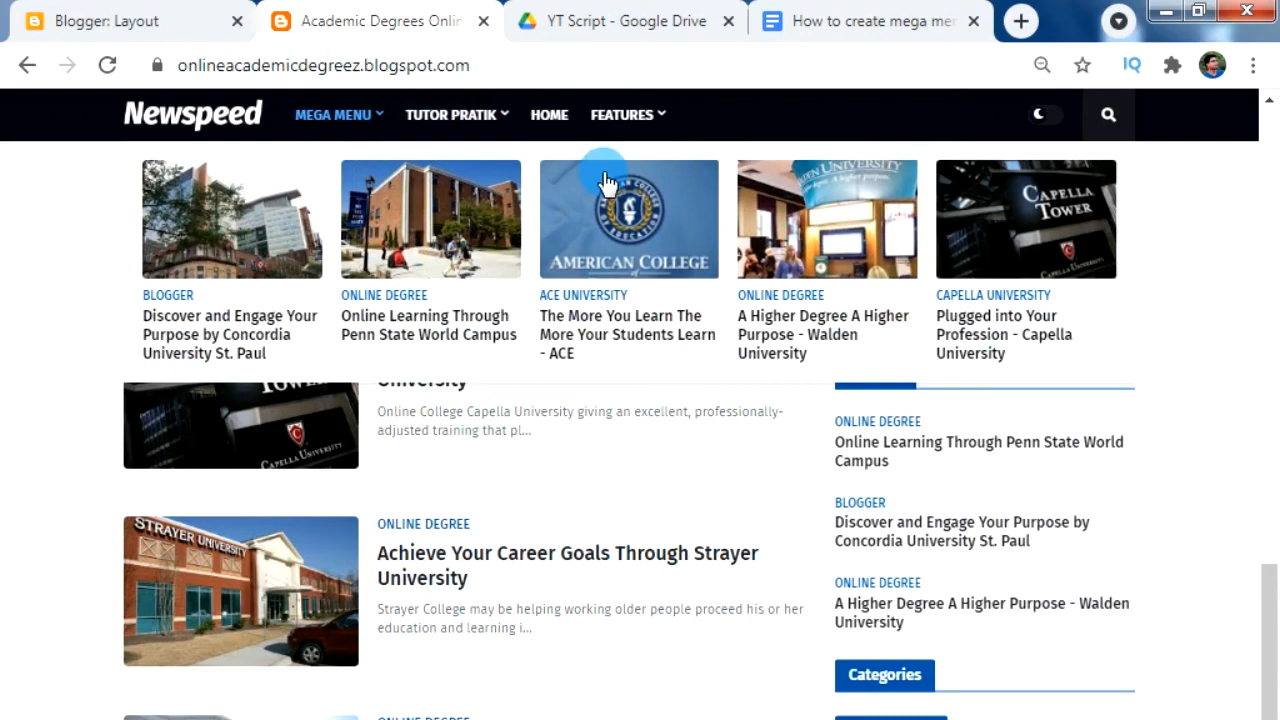 Blogger: Layout
Academic Degrees Onlin
YT Script - Google Drive
How to create mega me
onlineacademicdegreez.blogspot.com
IQ
Newspeed
MEGA MENU
TUTOR PRATIK
HOME
FEATURES
AMERICAN COLLEGE
of
EDUCATION
CAPELLA
TOWER
BLOGGER
Discover and Engage Your
Purpose by Concordia
University St. Paul
ONLINE DEGREE
Online Learning Through
Penn State World Campus
ACE UNIVERSITY
The More You Learn The
More Your Students Learn
- ACE
ONLINE DEGREE
A Higher Degree A Higher
Purpose - Walden
University
CAPELLA UNIVERSITY
Plugged into Your
Profession - Capella
University
TOWER
CAPELLA UNIVERSITY
University
Online College Capella University giving an excellent, professionally-
adjusted training that pl...
STRAYER UNIVERSITY
ONLINE DEGREE
Achieve Your Career Goals Through Strayer
University
Strayer College may be helping working older people proceed his or her
education and learning i...
ONLINE DEGREE
ONLINE DEGREE
Online Learning Through Penn State World
Campus
BLOGGER
Discover and Engage Your Purpose by
Concordia University St. Paul
ONLINE DEGREE
A Higher Degree A Higher Purpose - Walden
University
Categories